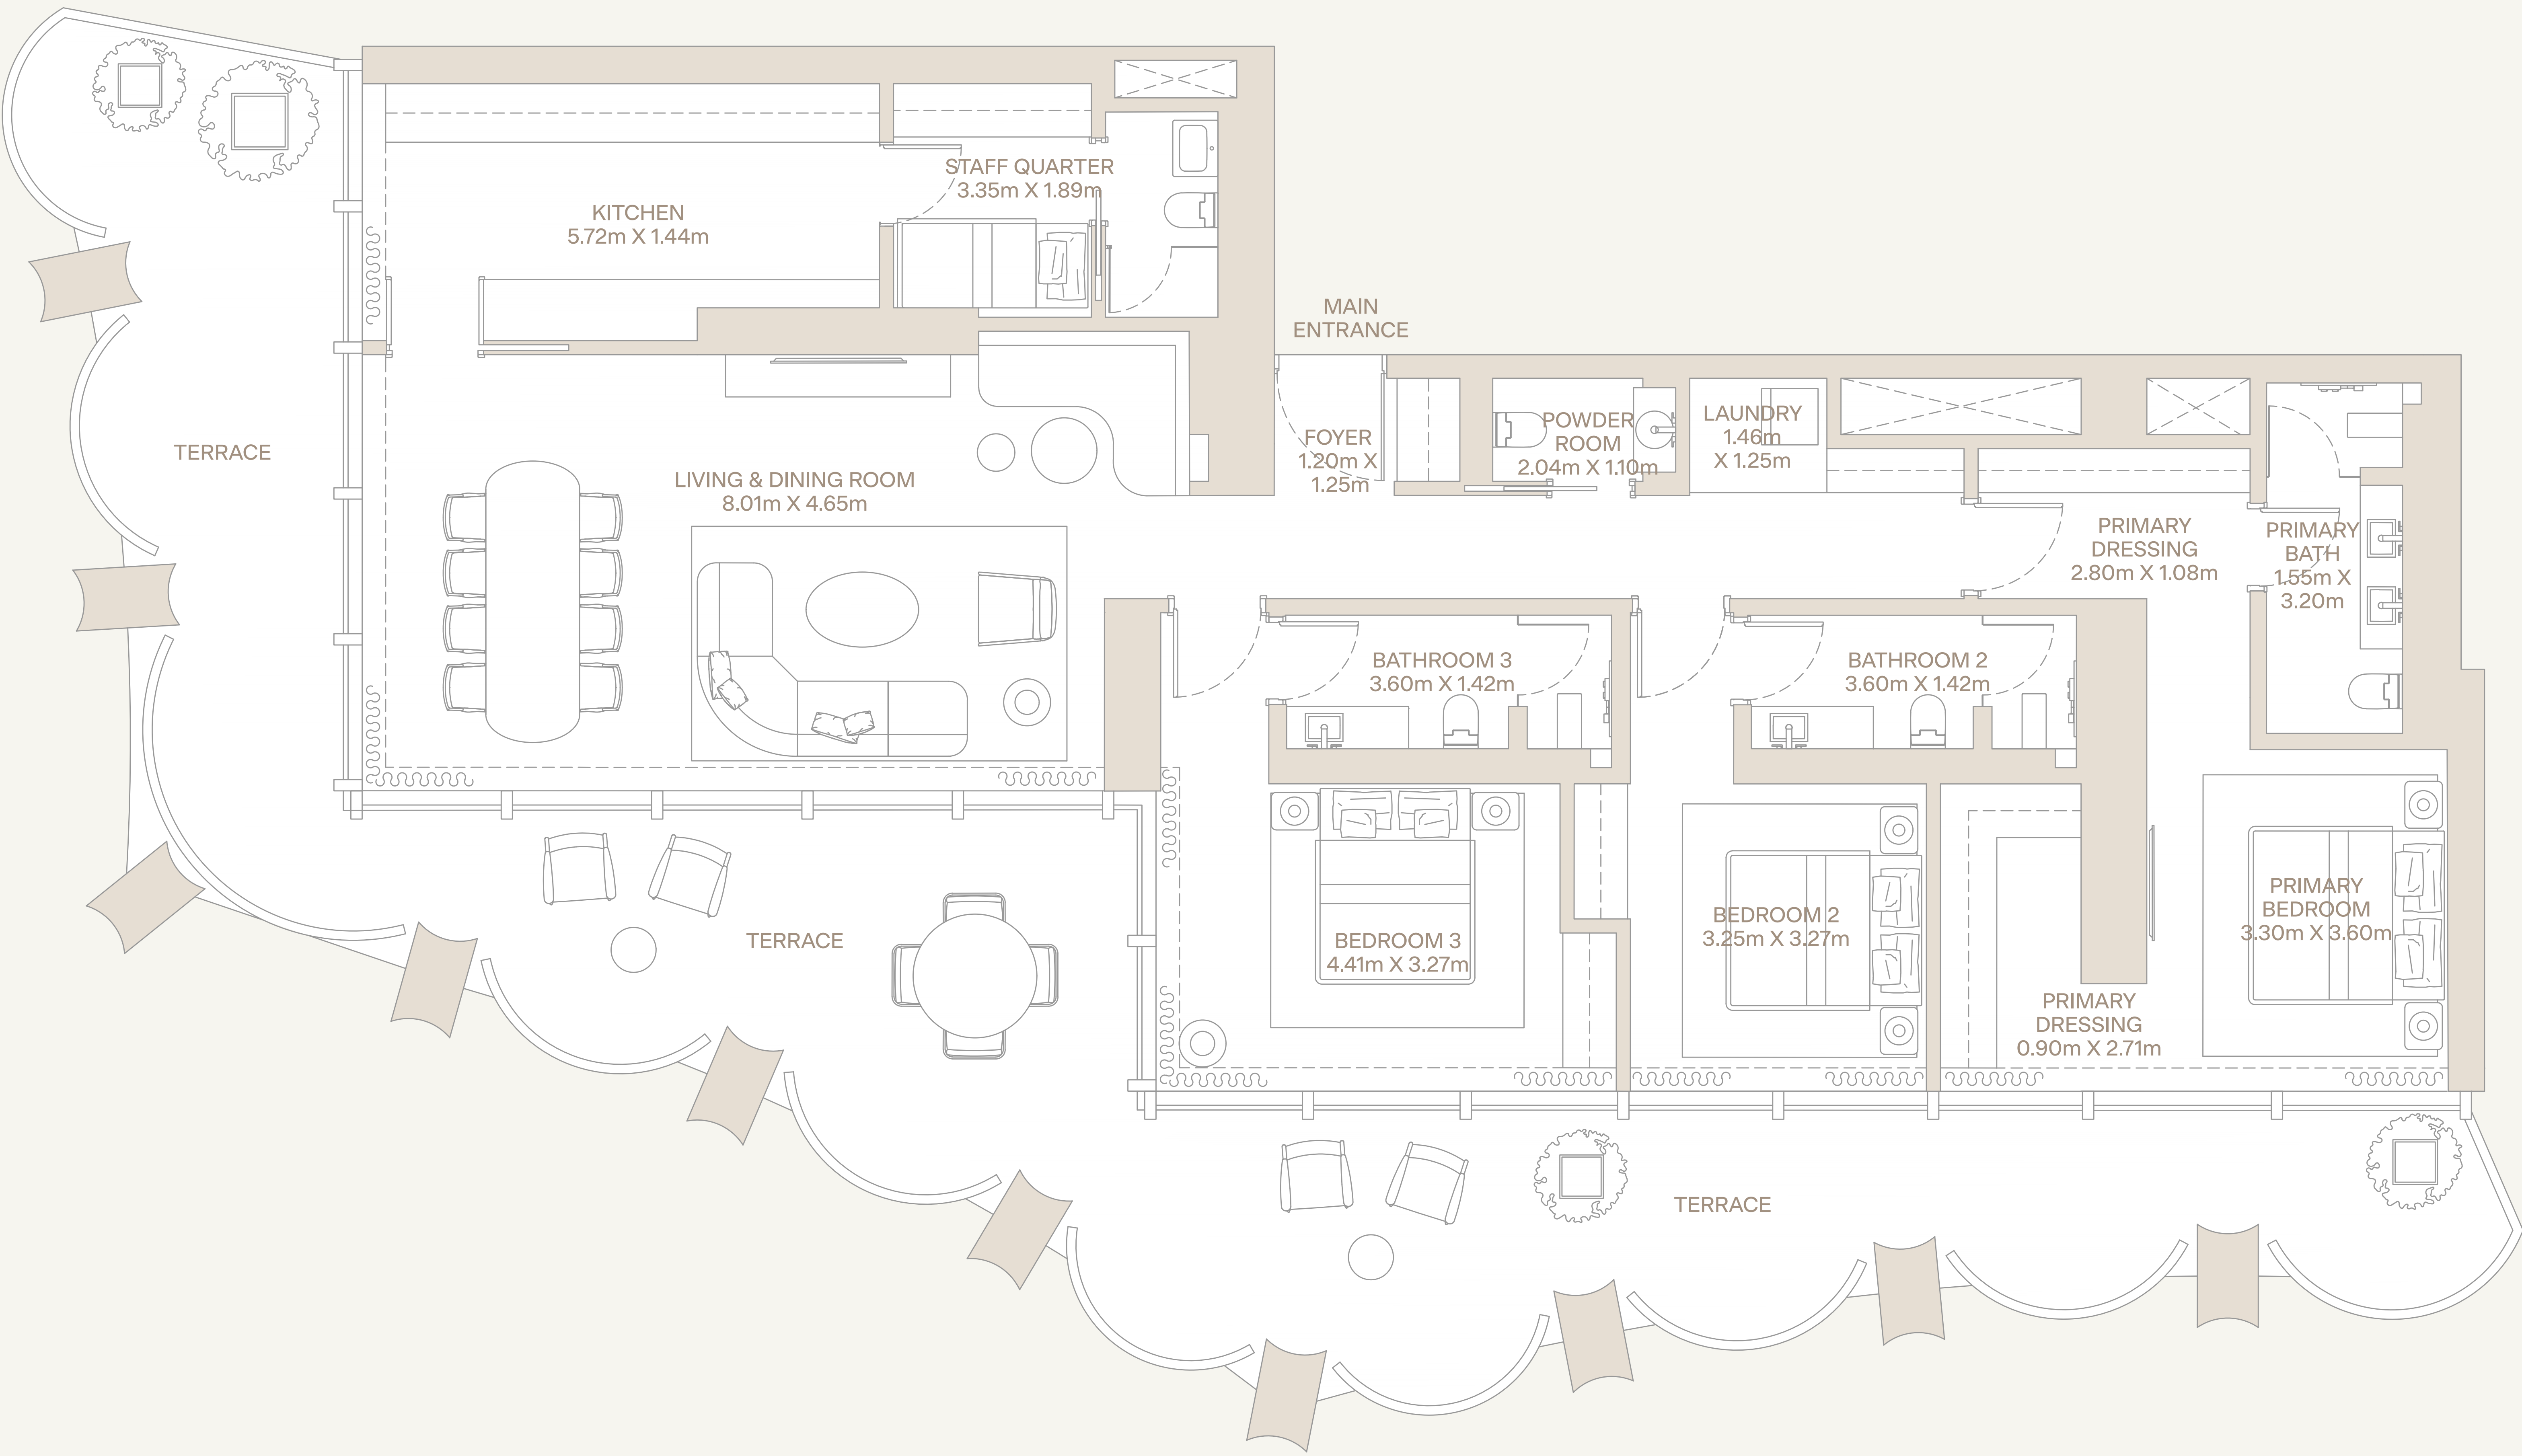 STAFF QUARTER
3.35m X 1.89m
KITCHEN
5.72m X 1.44m
MAIN
ENTRANCE
TERRACE
LIVING & DINING ROOM
8.01m X 4.65m
FOYER
1.20m X
1.25m
POWDER
ROOM
2.04m X 1.10m
LAUNDRY
1.46m
X 1.25m
PRIMARY
DRESSING
2.80m X 1.08m
PRIMARY
BATH
1.55m X
3.20m
BATHROOM 3
3.60m X 1.42m
BATHROOM 2
3.60m X 1.42m
TERRACE
BEDROOM 3
4.41m X 3.27m
BEDROOM 2
3.25m X 3.27m
PRIMARY
BEDROOM
3.30m X 3.60m
PRIMARY
DRESSING
0.90m X 2.71m
TERRACE